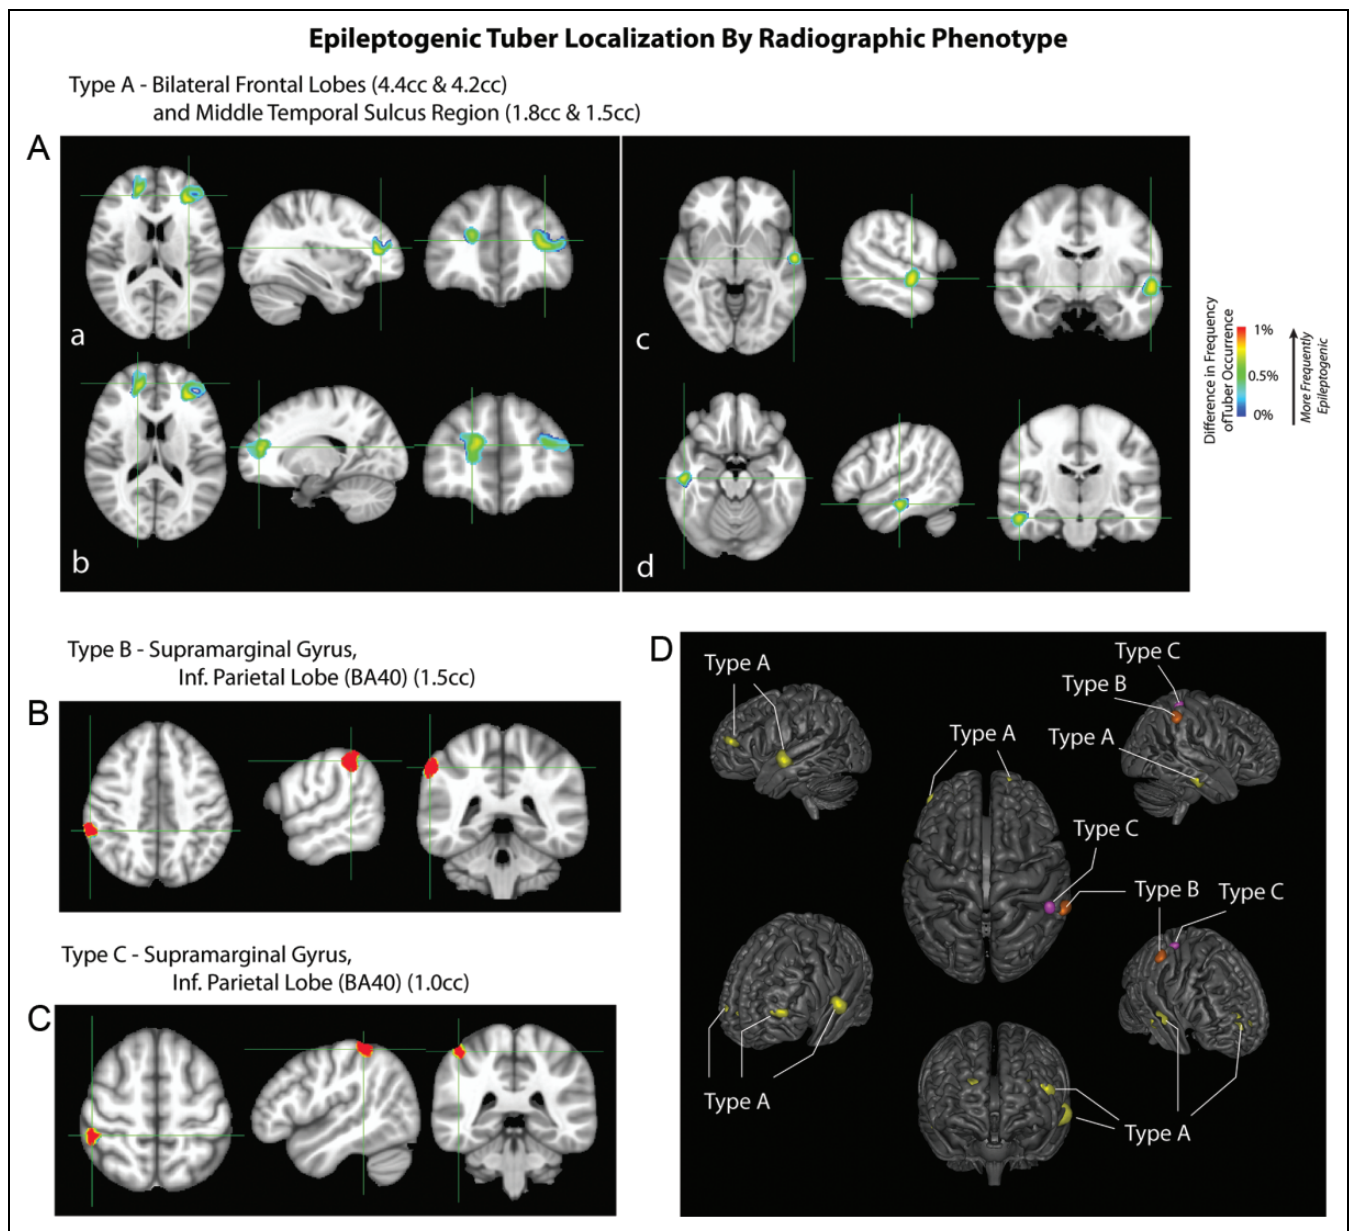 Epileptogenic Tuber Localization By Radiographic Phenotype
Type A - Bilateral Frontal Lobes (4.4cc & 4.2cc)
and Middle Temporal Sulcus Region (1.8cc & 1.5cc)
A
a
b
c
d
Difference in Frequency
ofTuber Occurrence
1%
0.5%
0%
More Frequently
Epileptogenic
Type B - Supramarginal Gyrus,
Inf. Parietal Lobe (BA40) (1.5cc)
B
Type C - Supramarginal Gyrus,
Inf. Parietal Lobe (BA40) (1.0cc)
C
D
Type A
Type C
Type B
Type A
Type A
Type C
Type B
Type C
Type A
Type A